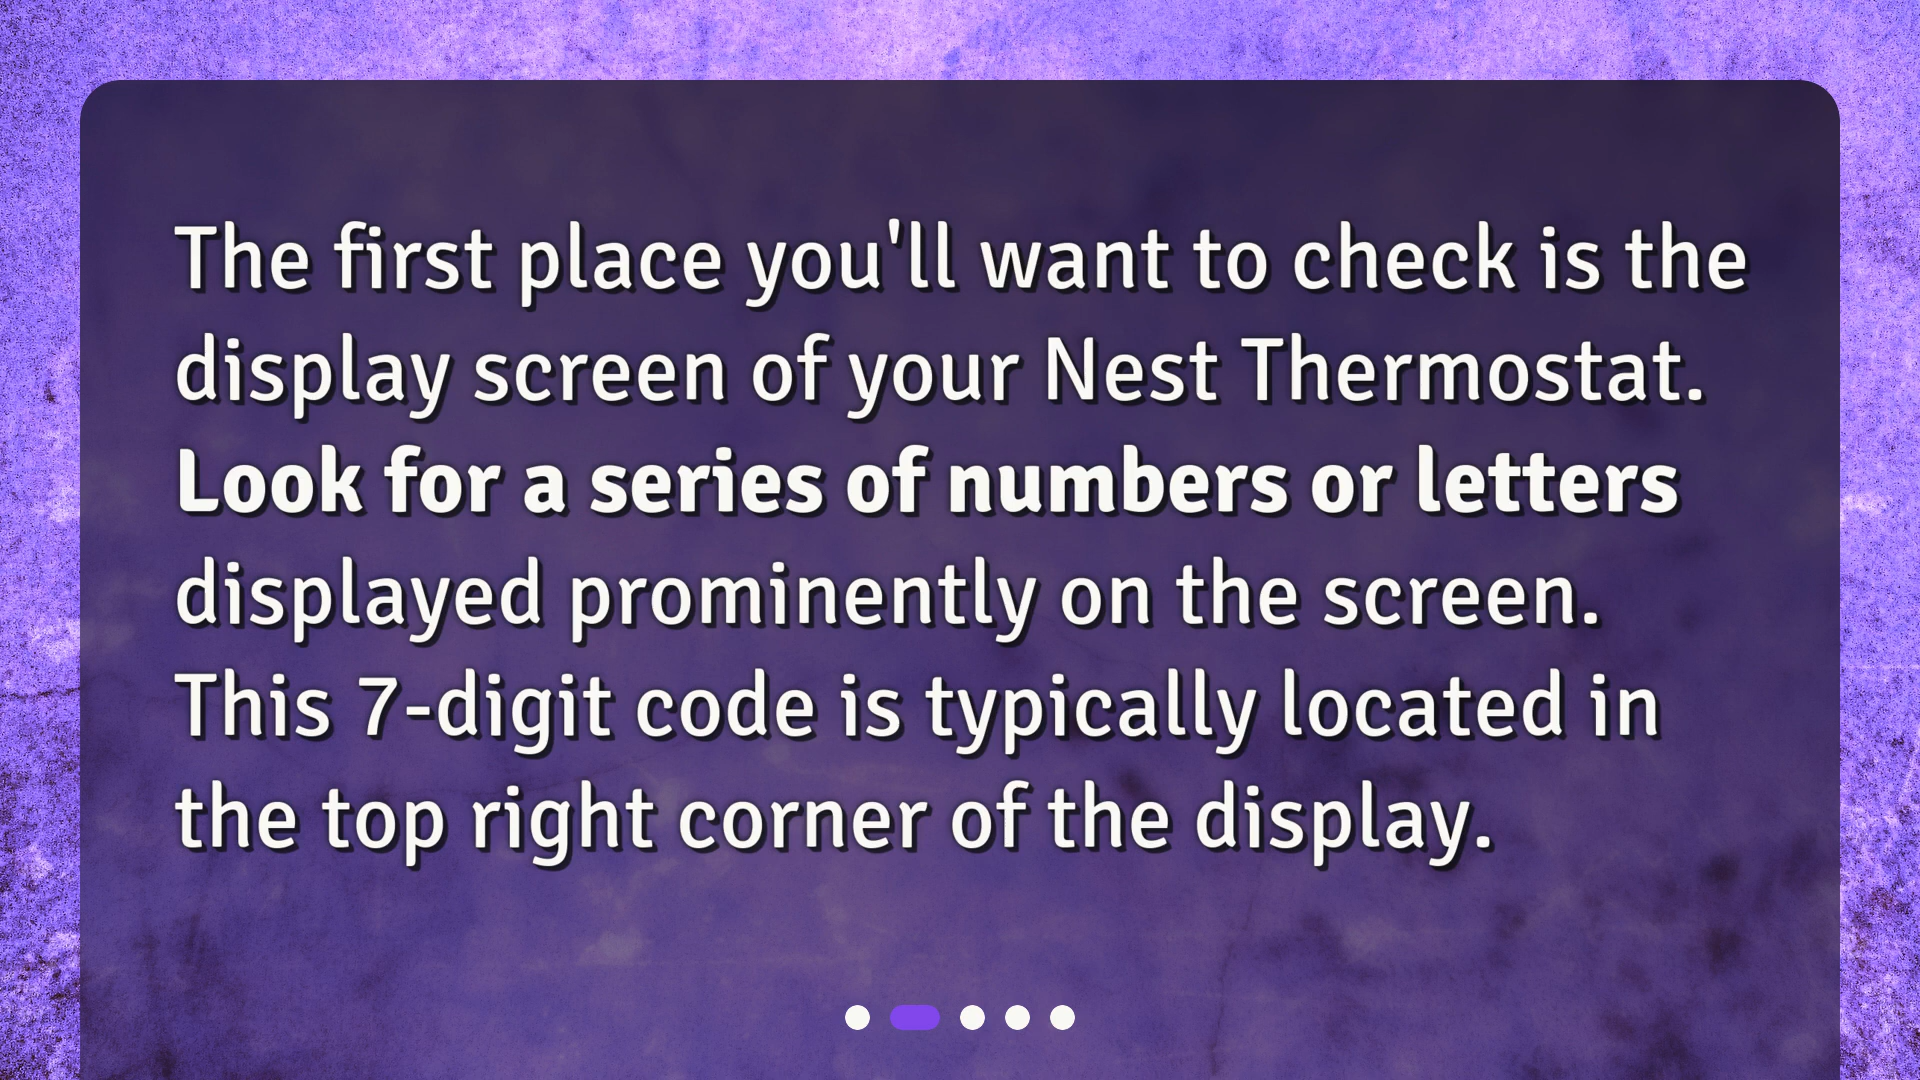 The first place you'll want to check is the
display screen of your Nest Thermostat.
Look for a series of numbers or letters
displayed prominently on the screen.
This 7-digit code is typically located in
the top right corner of the display.